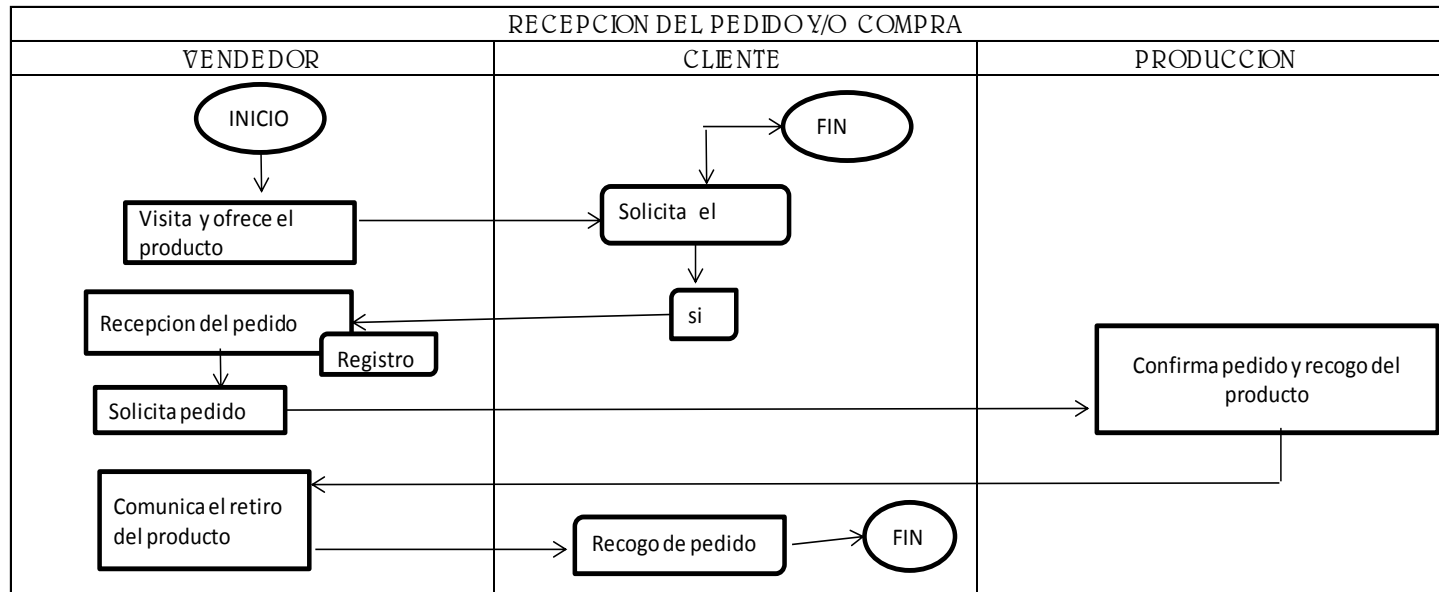 RECEPCION DEL PEDIDO Y/O COMPRA
VENDEDOR
CLIENTE
PRODUCCION
INICIO
FIN
Visita y ofrece el
producto
Solicita el
si
Recepcion del pedido
Registro
Confirma pedido y recogo del
producto
Solicita pedido
Comunica el retiro
del producto
Recogo de pedido
FIN